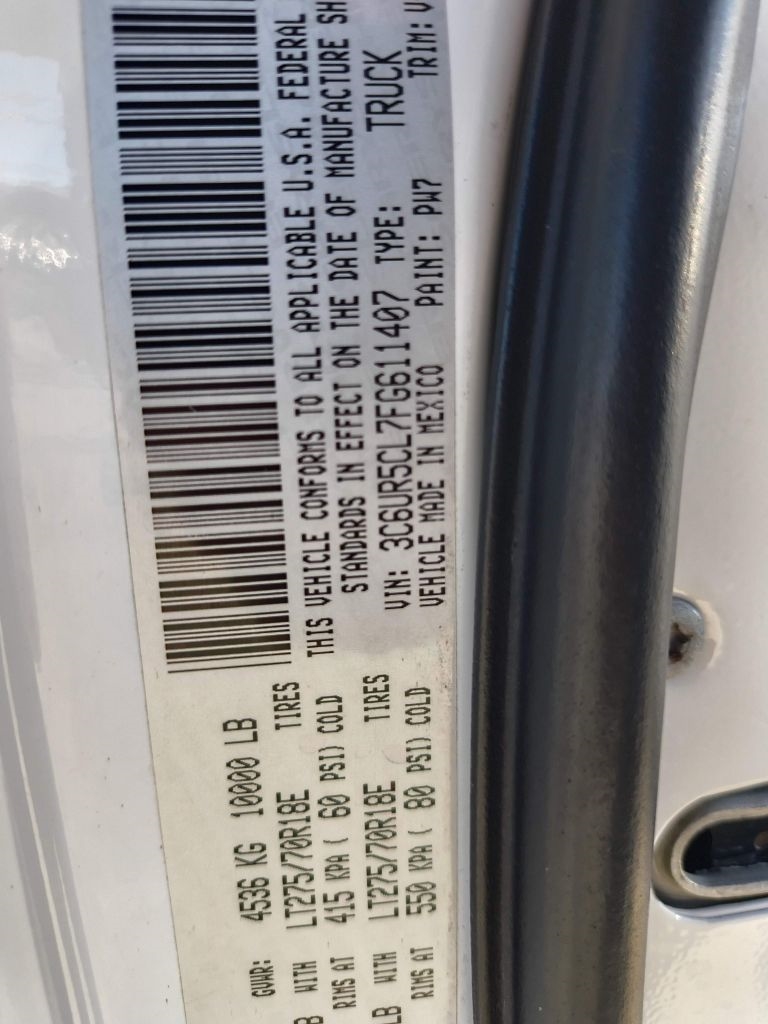 GVWR: 4536 KG 10000 LB
B WITH LT275/70R18E TIRES
RIMS AT 415 KPA ( 60 PSI) COLD
LB WITH LT275/70R18E TIRES
RIMS AT 550 KPA ( 80 PSI) COLD
THIS VEHICLE CONFORMS TO ALL APPLICABLE U.S.A. FEDERAL
STANDARDS IN EFFECT ON THE DATE OF MANUFACTURE SH
VIN: 3C6UR5CL7FG611407 TYPE: TRUCK
VEHICLE MADE IN MEXICO PAINT: PW7 TRIM: V